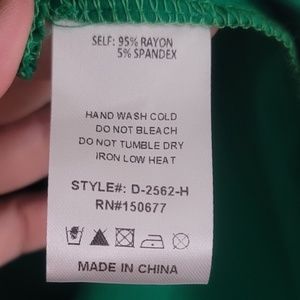 SELF: 95% RAYON
5% SPANDEX
HAND WASH COLD
DO NOT BLEACH
DO NOT TUMBLE DRY
IRON LOW HEAT
STYLE#: D-2562-H
RN#150677
MADE IN CHINA